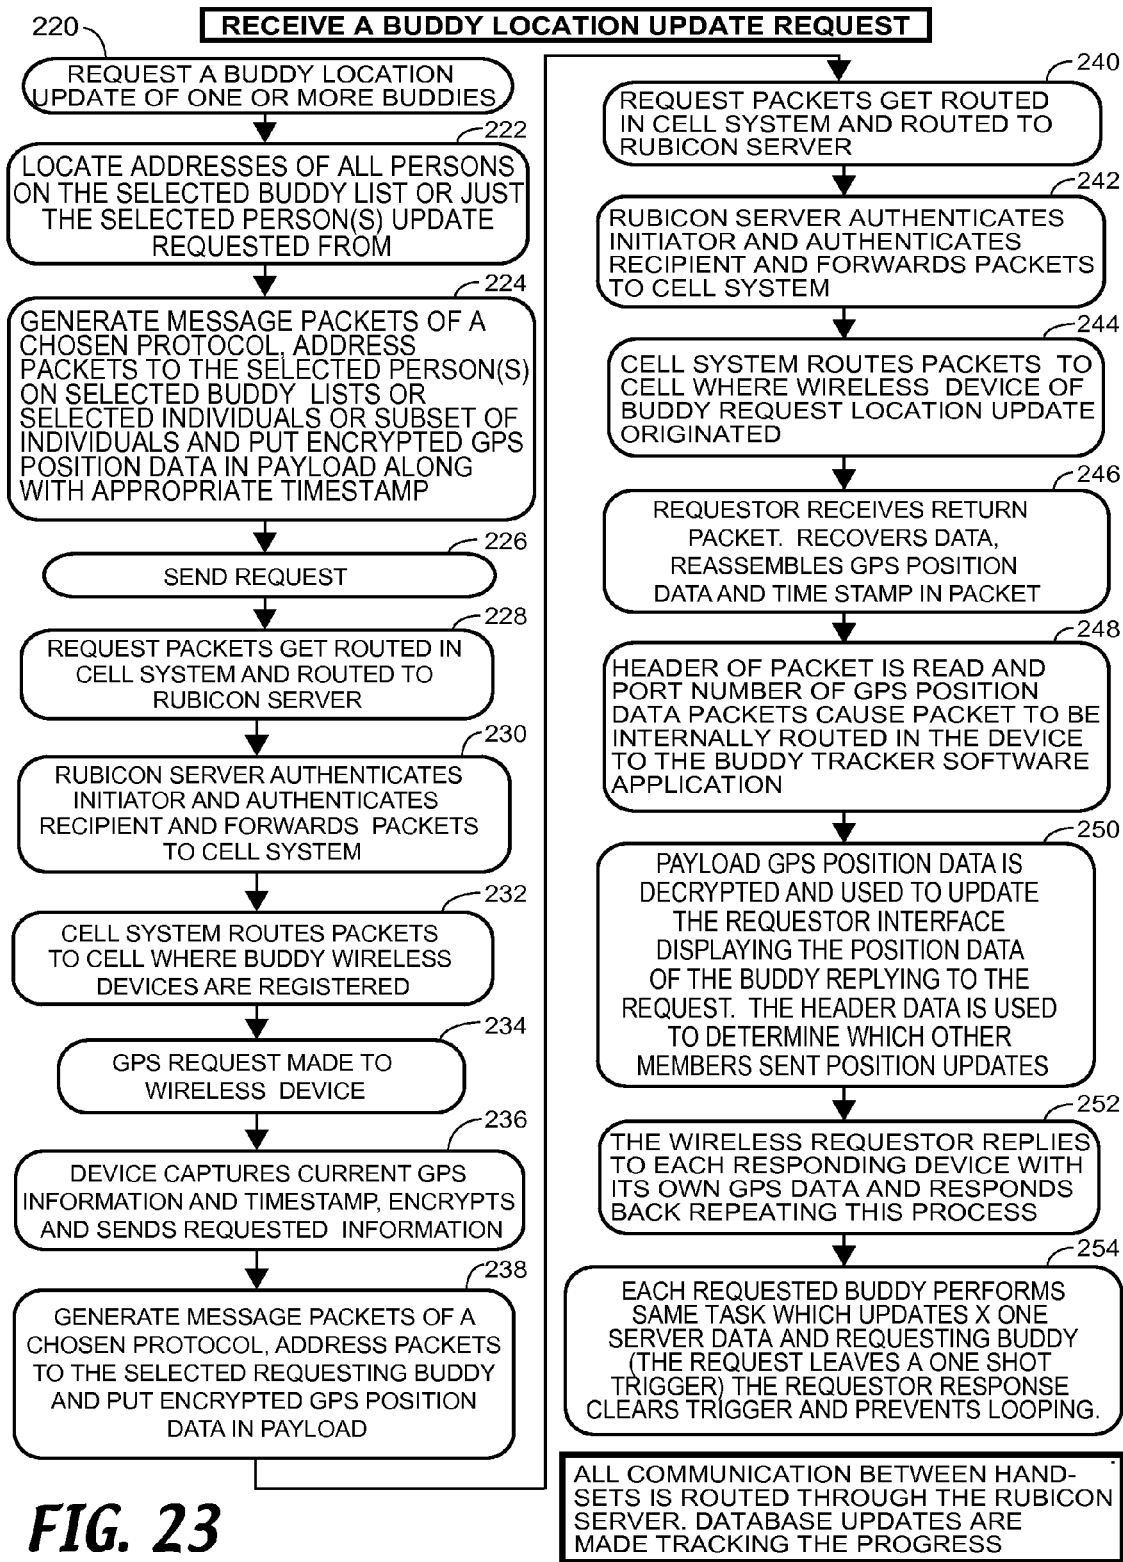 RECEIVE A BUDDY LOCATION UPDATE REQUEST
220
REQUEST A BUDDY LOCATION
UPDATE OF ONE OR MORE BUDDIES
222
LOCATE ADDRESSES OF ALL PERSONS
ON THE SELECTED BUDDY LIST OR JUST
THE SELECTED PERSON(S) UPDATE
REQUESTED FROM
224
GENERATE MESSAGE PACKETS OF A
CHOSEN PROTOCOL, ADDRESS
PACKETS TO THE SELECTED PERSON(S)
ON SELECTED BUDDY LISTS OR
SELECTED INDIVIDUALS OR SUBSET OF
INDIVIDUALS AND PUT ENCRYPTED GPS
POSITION DATA IN PAYLOAD ALONG
WITH APPROPRIATE TIMESTAMP
226
SEND REQUEST
228
REQUEST PACKETS GET ROUTED IN
CELL SYSTEM AND ROUTED TO
RUBICON SERVER
230
RUBICON SERVER AUTHENTICATES
INITIATOR AND AUTHENTICATES
RECIPIENT AND FORWARDS PACKETS
TO CELL SYSTEM
232
CELL SYSTEM ROUTES PACKETS
TO CELL WHERE BUDDY WIRELESS
DEVICES ARE REGISTERED
234
GPS REQUEST MADE TO
WIRELESS DEVICE
236
DEVICE CAPTURES CURRENT GPS
INFORMATION AND TIMESTAMP, ENCRYPTS
AND SENDS REQUESTED INFORMATION
238
GENERATE MESSAGE PACKETS OF A
CHOSEN PROTOCOL, ADDRESS PACKETS
TO THE SELECTED REQUESTING BUDDY
AND PUT ENCRYPTED GPS POSITION
DATA IN PAYLOAD
240
REQUEST PACKETS GET ROUTED
IN CELL SYSTEM AND ROUTED TO
RUBICON SERVER
242
RUBICON SERVER AUTHENTICATES
INITIATOR AND AUTHENTICATES
RECIPIENT AND FORWARDS PACKETS
TO CELL SYSTEM
244
CELL SYSTEM ROUTES PACKETS TO
CELL WHERE WIRELESS DEVICE OF
BUDDY REQUEST LOCATION UPDATE
ORIGINATED
246
REQUESTOR RECEIVES RETURN
PACKET. RECOVERS DATA,
REASSEMBLES GPS POSITION
DATA AND TIME STAMP IN PACKET
248
HEADER OF PACKET IS READ AND
PORT NUMBER OF GPS POSITION
DATA PACKETS CAUSE PACKET TO BE
INTERNALLY ROUTED IN THE DEVICE
TO THE BUDDY TRACKER SOFTWARE
APPLICATION
250
PAYLOAD GPS POSITION DATA IS
DECRYPTED AND USED TO UPDATE
THE REQUESTOR INTERFACE
DISPLAYING THE POSITION DATA
OF THE BUDDY REPLYING TO THE
REQUEST. THE HEADER DATA IS USED
TO DETERMINE WHICH OTHER
MEMBERS SENT POSITION UPDATES
252
THE WIRELESS REQUESTOR REPLIES
TO EACH RESPONDING DEVICE WITH
ITS OWN GPS DATA AND RESPONDS
BACK REPEATING THIS PROCESS
254
EACH REQUESTED BUDDY PERFORMS
SAME TASK WHICH UPDATES X ONE
SERVER DATA AND REQUESTING BUDDY
(THE REQUEST LEAVES A ONE SHOT
TRIGGER) THE REQUESTOR RESPONSE
CLEARS TRIGGER AND PREVENTS LOOPING.
ALL COMMUNICATION BETWEEN HAND-
SETS IS ROUTED THROUGH THE RUBICON
SERVER. DATABASE UPDATES ARE
MADE TRACKING THE PROGRESS
FIG. 23